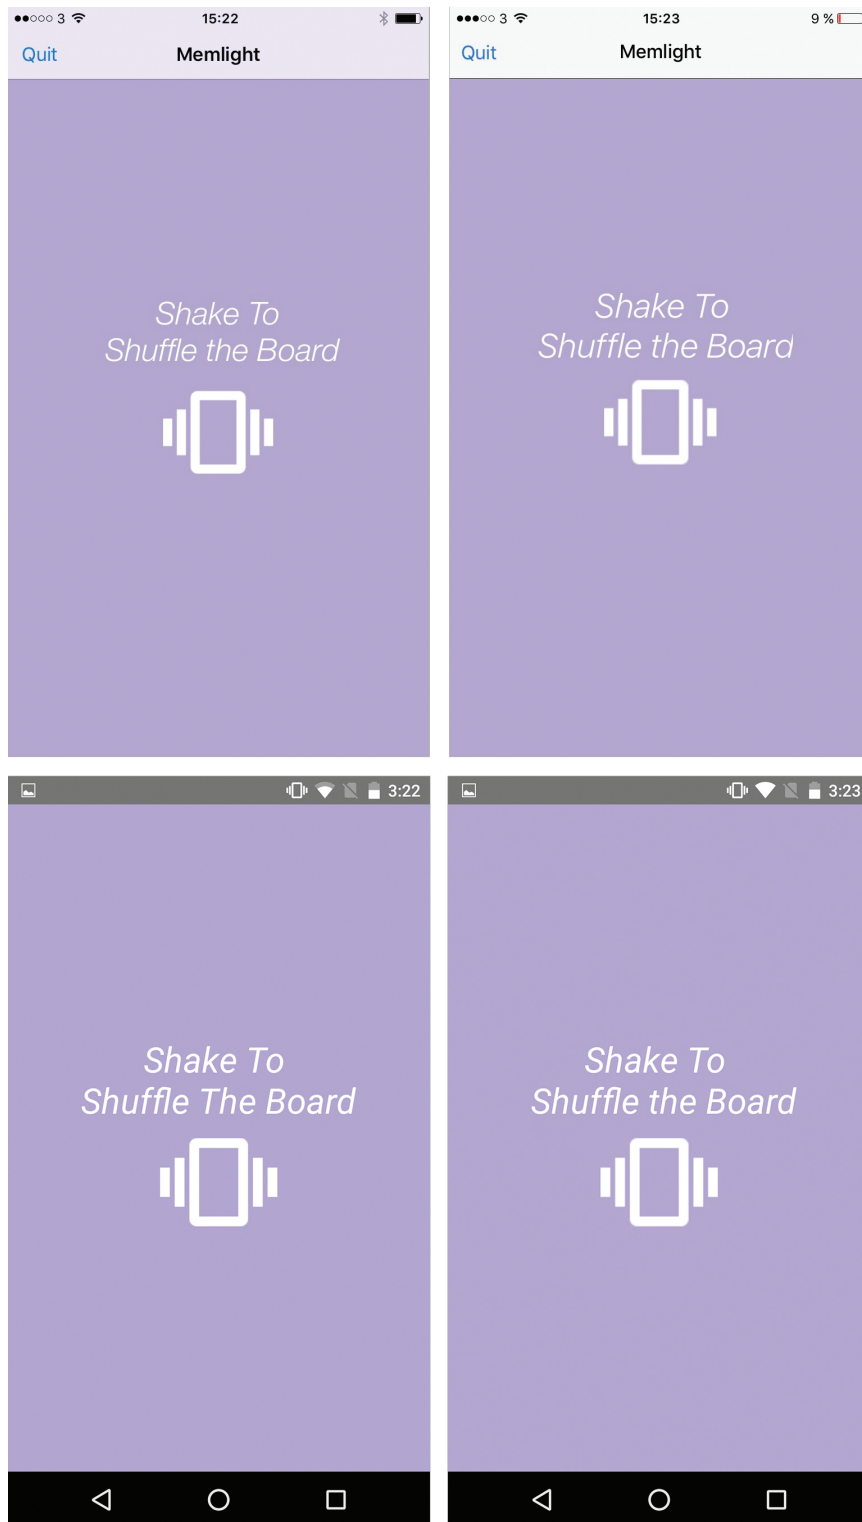 3 15:22
Quit Memlight
Shake To
Shuffle the Board
3 15:23 9 %
Quit Memlight
Shake To
Shuffle the Board
3:22
Shake To
Shuffle The Board
3:23
Shake To
Shuffle the Board